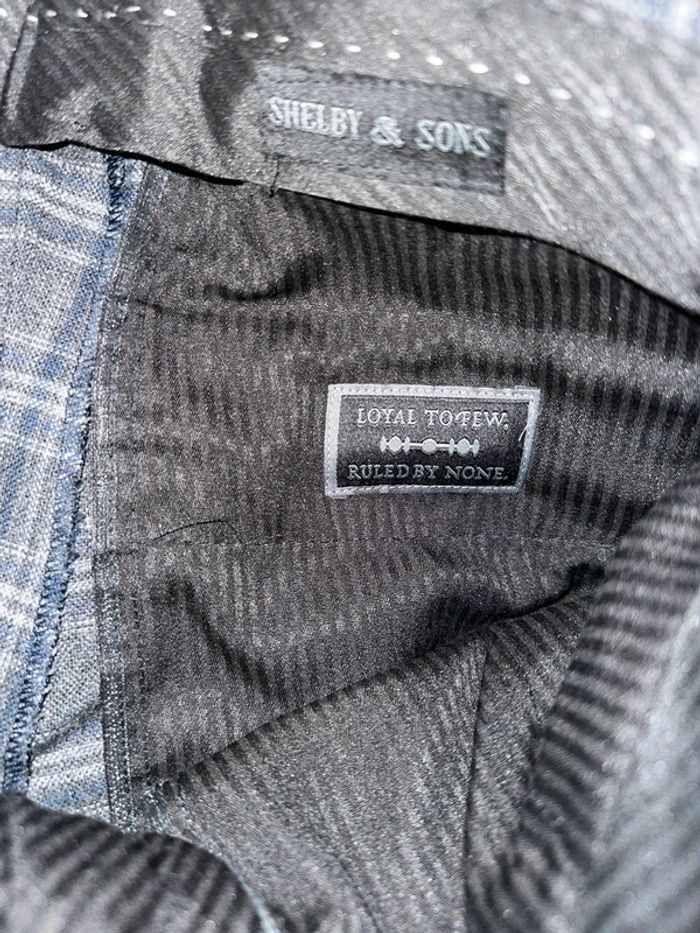 SHELBY & SONS
LOYAL TO FEW.
RULED BY NONE.